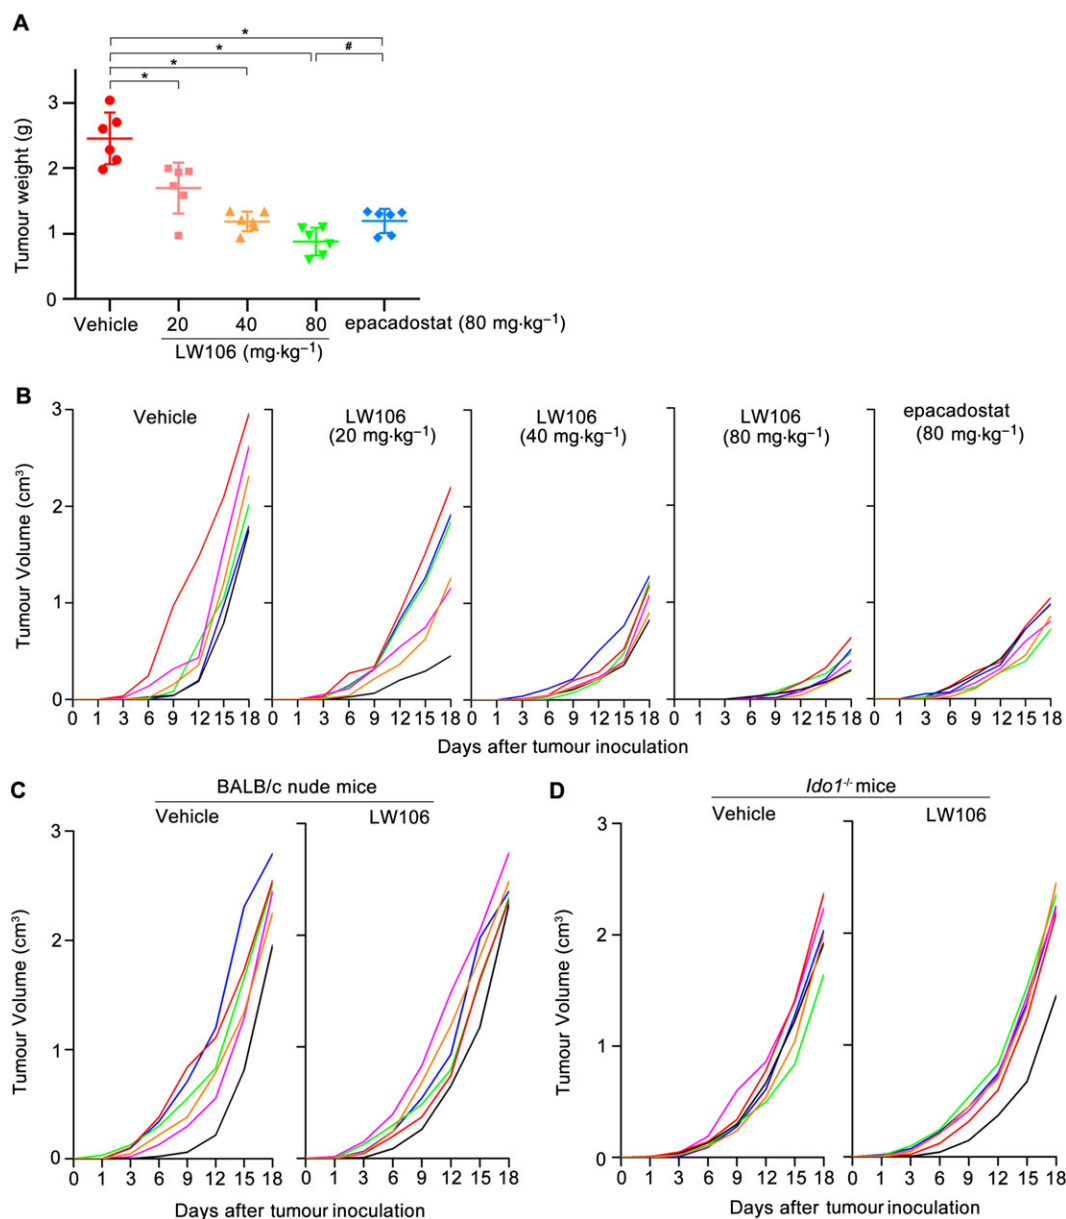 A
*
*
#
*
*
Tumour weight (g)
3
2
1
0
Vehicle 20 40 80 epacadostat (80 mg·kg⁻¹)
LW106 (mg·kg⁻¹)
B
Tumour Volume (cm³)
3
2
1
0
Vehicle
LW106
(20 mg·kg⁻¹)
LW106
(40 mg·kg⁻¹)
LW106
(80 mg·kg⁻¹)
epacadostat
(80 mg·kg⁻¹)
0 1 3 6 9 12 15 18
0 1 3 6 9 12 15 18
0 1 3 6 9 12 15 18
0 1 3 6 9 12 15 18
0 1 3 6 9 12 15 18
Days after tumour inoculation
C
BALB/c nude mice
Vehicle
LW106
Tumour Volume (cm³)
3
2
1
0
0 1 3 6 9 12 15 18
0 1 3 6 9 12 15 18
Days after tumour inoculation
D
Ido1⁻/⁻ mice
Vehicle
LW106
Tumour Volume (cm³)
3
2
1
0
0 1 3 6 9 12 15 18
0 1 3 6 9 12 15 18
Days after tumour inoculation